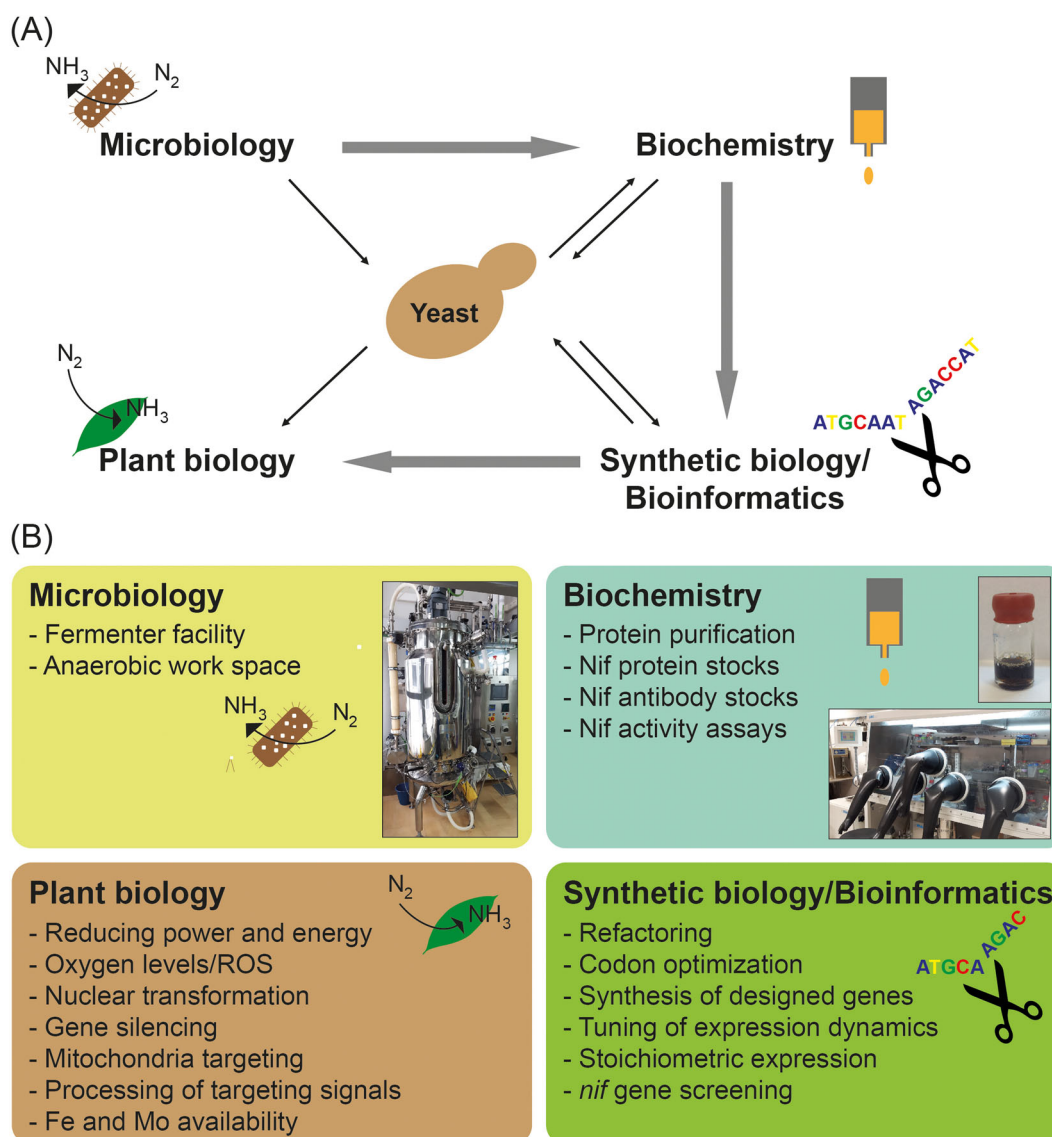 (A)
NH3 N2
Microbiology
Biochemistry
Yeast
N2
NH3
Plant biology
ATGCAAT AGACCAT
Synthetic biology/
Bioinformatics
(B)
Microbiology
- Fermenter facility
- Anaerobic work space
NH3 N2
Biochemistry
- Protein purification
- Nif protein stocks
- Nif antibody stocks
- Nif activity assays
Plant biology
N2
NH3
- Reducing power and energy
- Oxygen levels/ROS
- Nuclear transformation
- Gene silencing
- Mitochondria targeting
- Processing of targeting signals
- Fe and Mo availability
Synthetic biology/Bioinformatics
- Refactoring
- Codon optimization
- Synthesis of designed genes
- Tuning of expression dynamics
- Stoichiometric expression
- nif gene screening
ATGCA AGAC